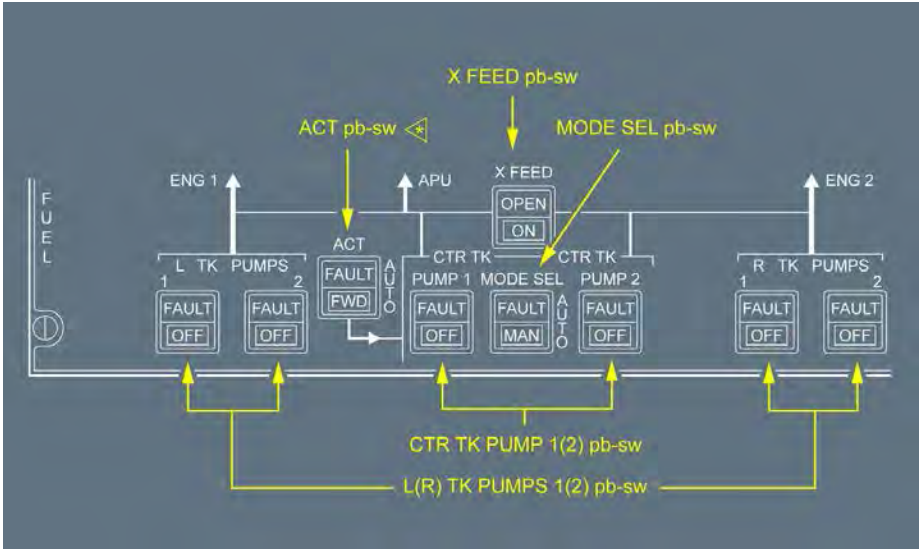 X FEED pb-sw
ACT pb-sw
MODE SEL pb-sw
FUEL
ENG 1
APU
X FEED
OPEN
ON
ENG 2
L TK PUMPS
1
2
FAULT
OFF
FAULT
OFF
ACT
FAULT
FWD
AUTO
CTR TK
CTR TK
PUMP 1
MODE SEL
PUMP 2
FAULT
OFF
FAULT
MAN
AUTO
FAULT
OFF
R TK PUMPS
1
2
FAULT
OFF
FAULT
OFF
CTR TK PUMP 1(2) pb-sw
L(R) TK PUMPS 1(2) pb-sw